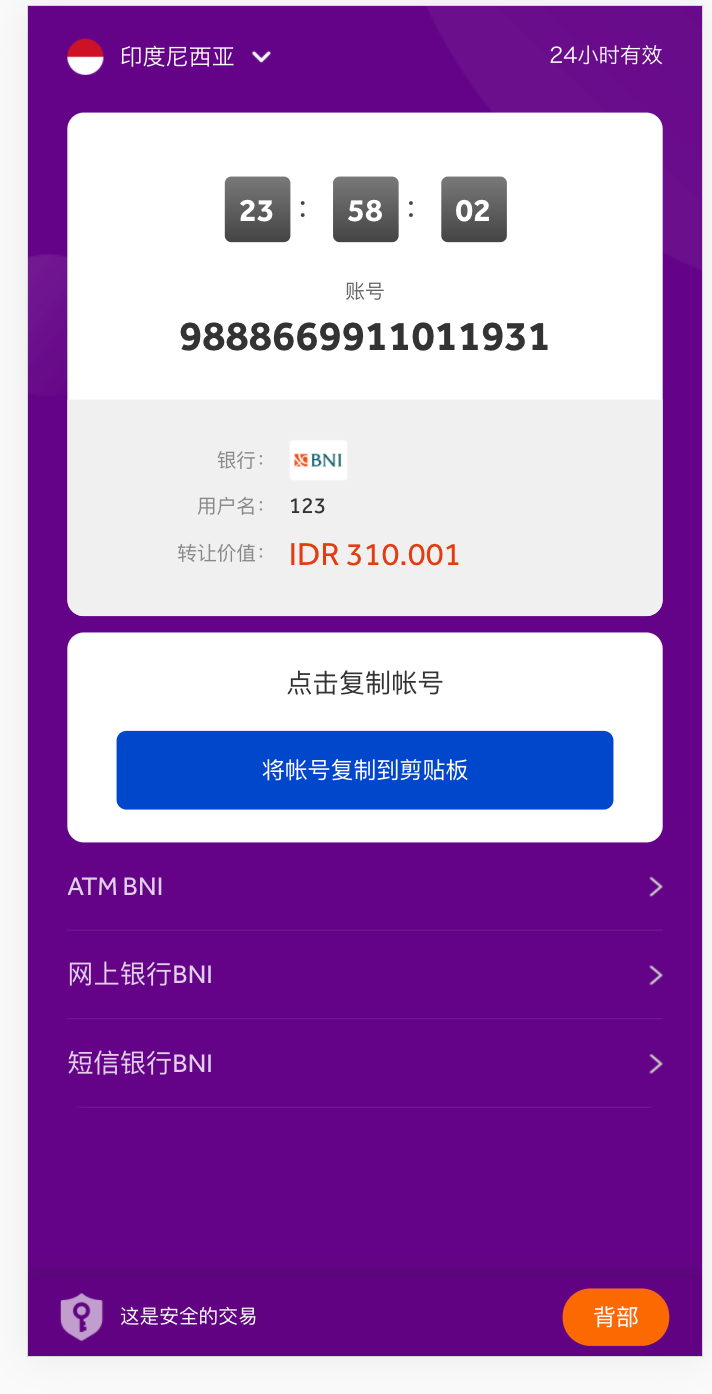 印度尼西亚
24小时有效
23 : 58 : 02
账号
9888669911011931
银行: BNI
用户名: 123
转让价值: IDR 310.001
点击复制帐号
将帐号复制到剪贴板
ATM BNI
网上银行BNI
短信银行BNI
这是安全的交易
背部